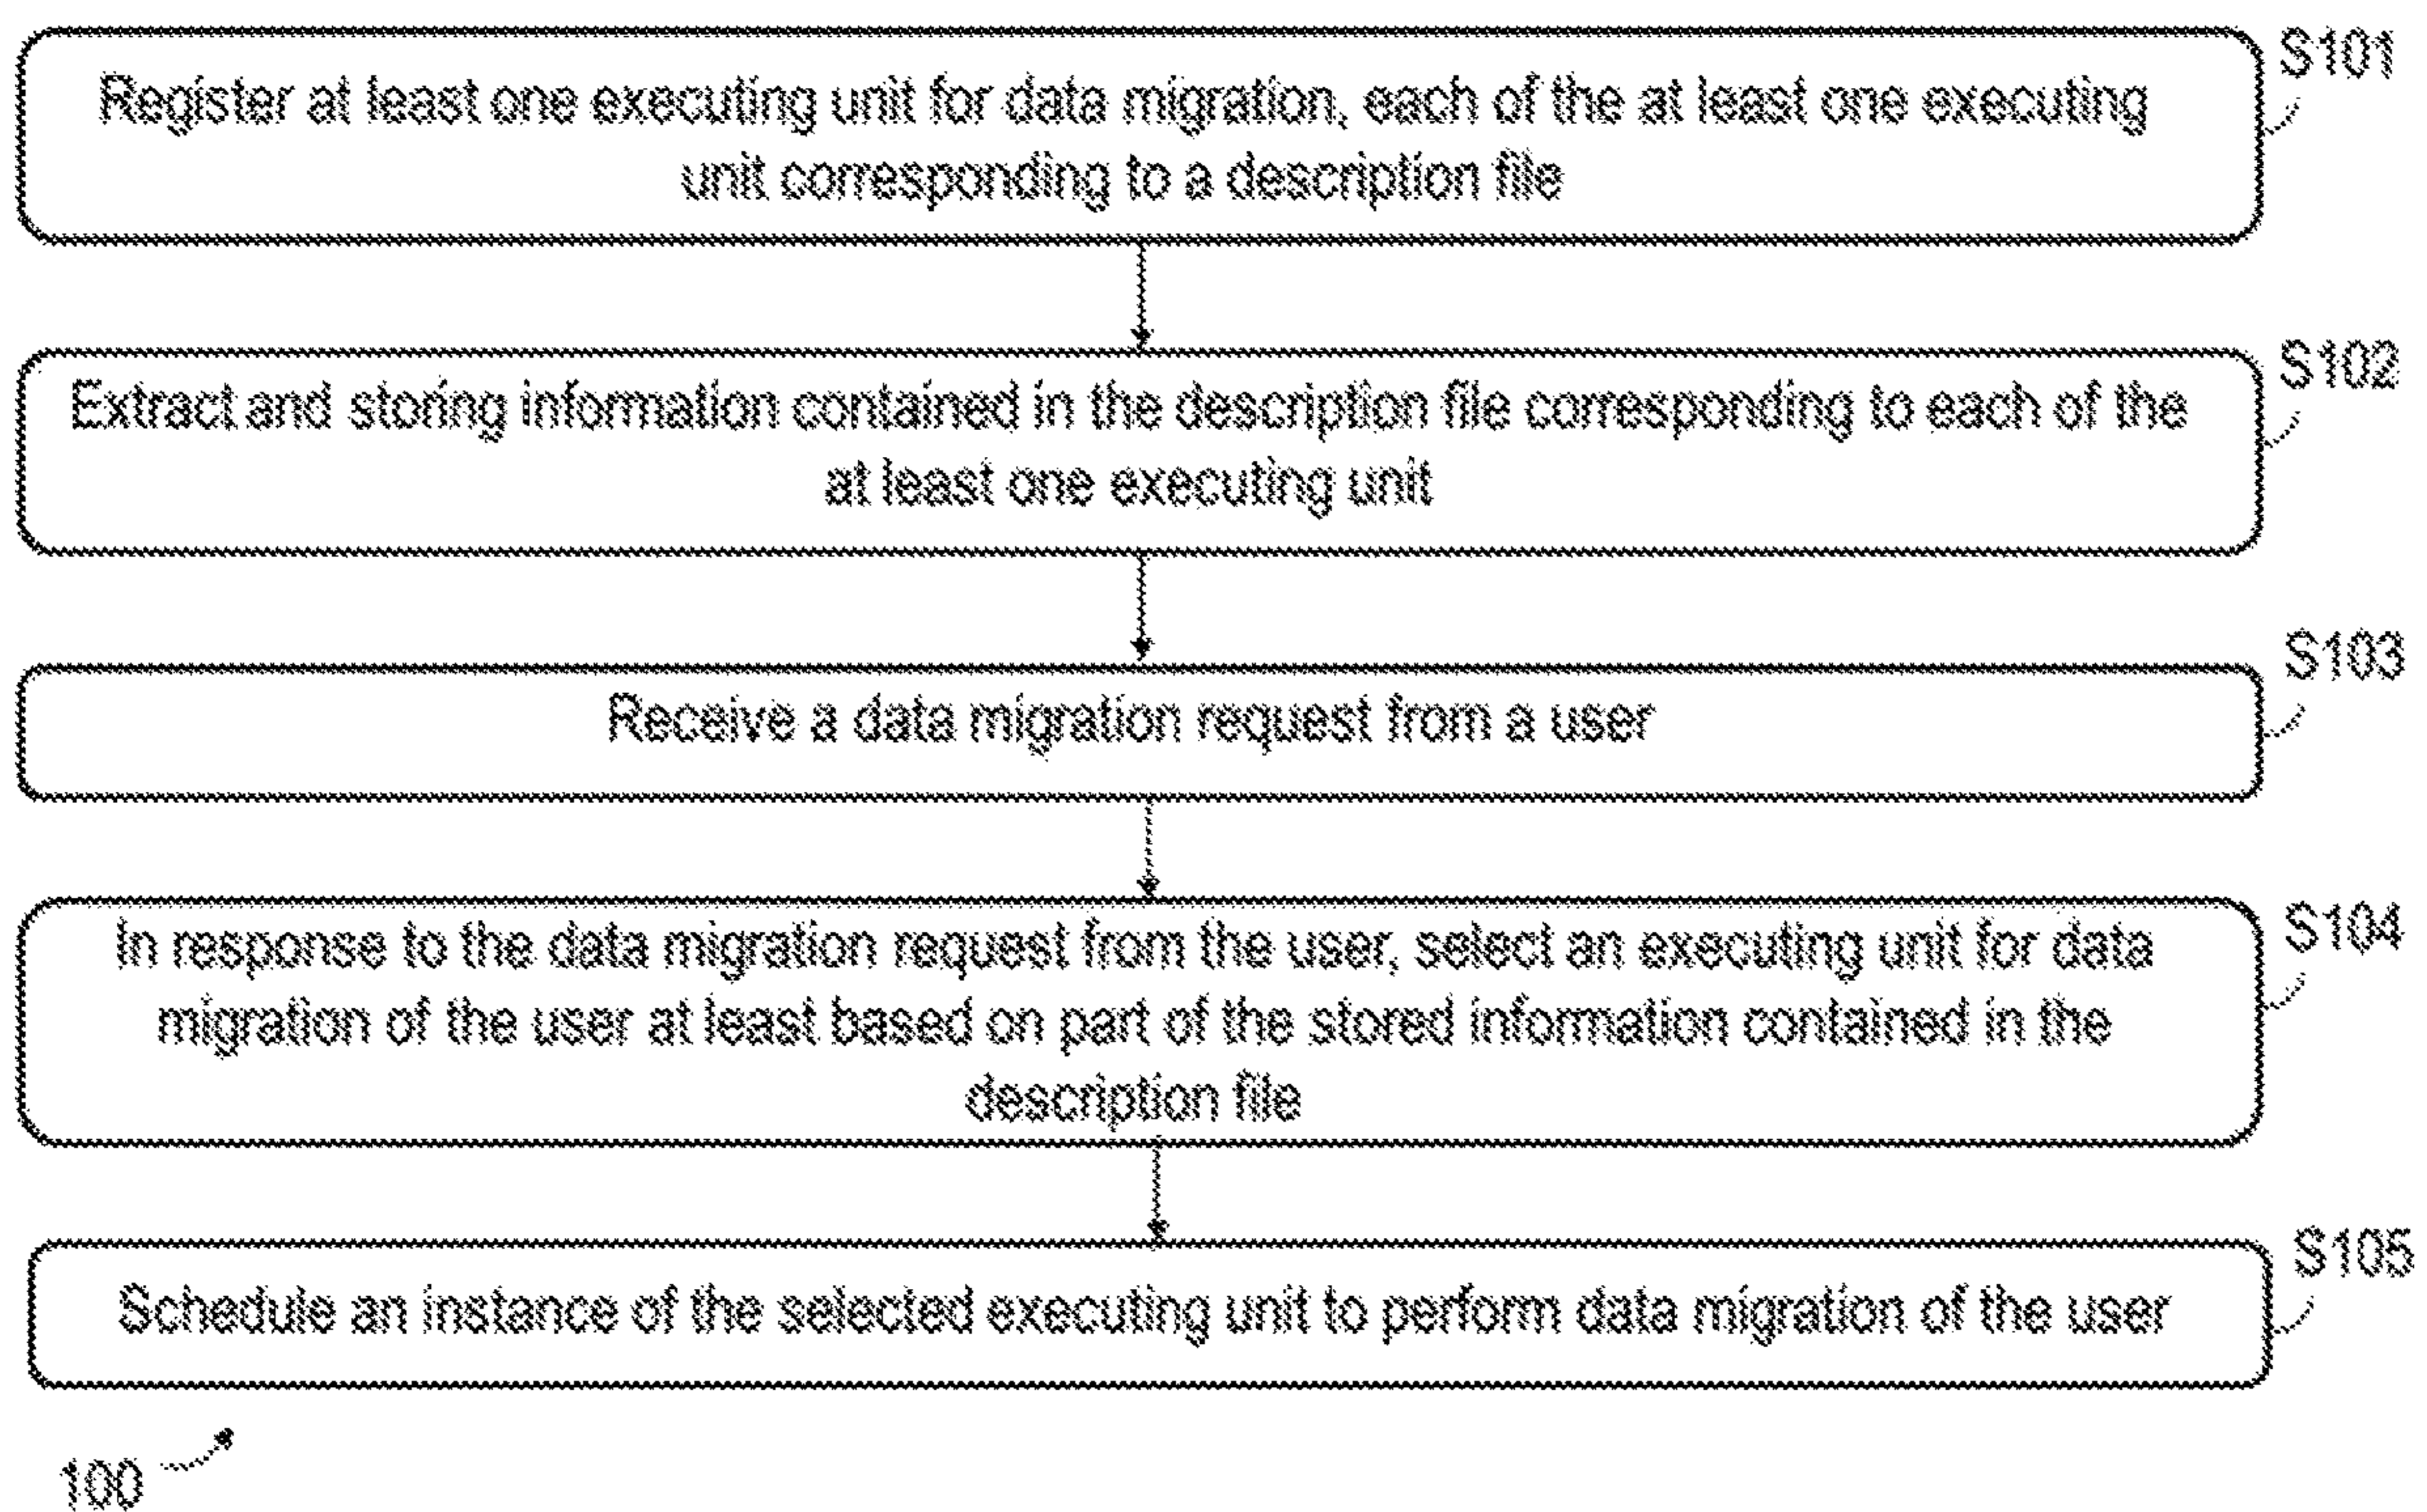 Register at least one executing unit for data migration, each of the at least one executing
unit corresponding to a description file
S101
Extract and storing information contained in the description file corresponding to each of the
at least one executing unit
S102
Receive a data migration request from a user
S103
In response to the data migration request from the user, select an executing unit for data
migration of the user at least based on part of the stored information contained in the
description file
S104
Schedule an instance of the selected executing unit to perform data migration of the user
S105
100